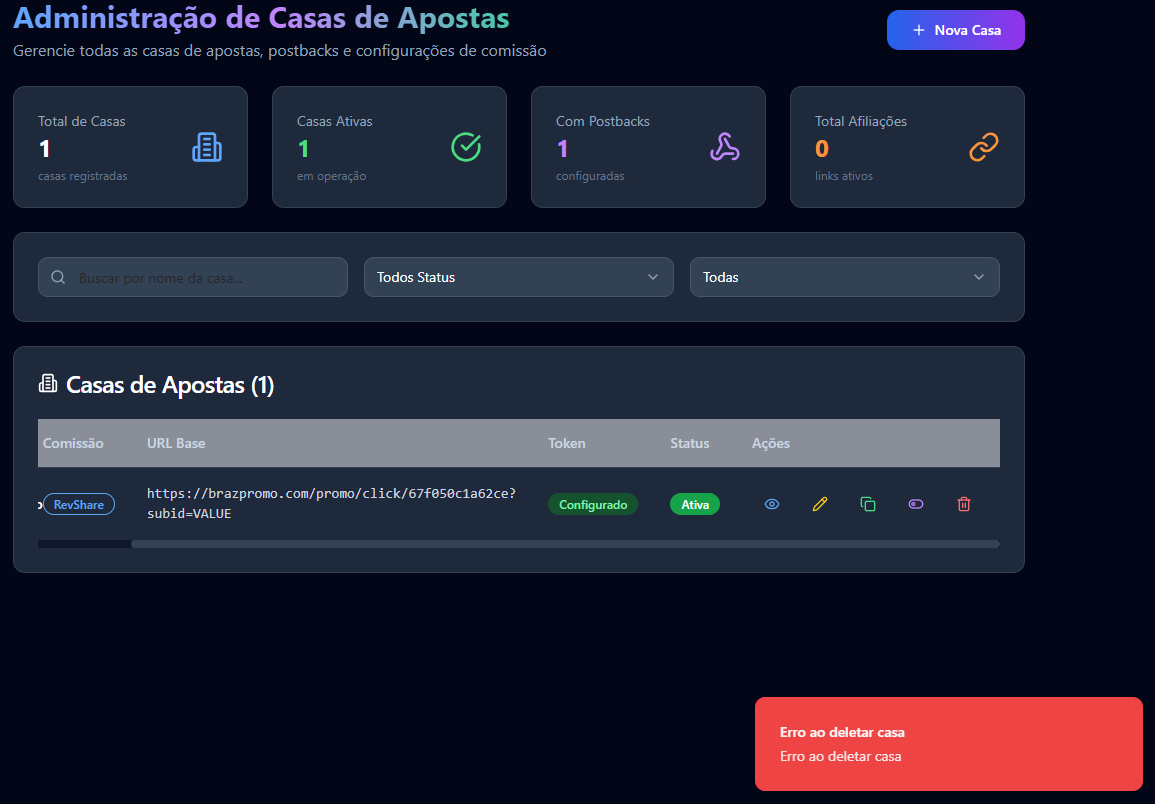 Administração de Casas de Apostas
Gerencie todas as casas de apostas, postbacks e configurações de comissão
Nova Casa
Total de Casas
1
casas registradas
Casas Ativas
1
em operação
Com Postbacks
1
configuradas
Total Afiliações
0
links ativos
Buscar por nome da casa...
Todos Status
Todas
Casas de Apostas (1)
Comissão URL Base Token Status Ações
RevShare
https://brazpromo.com/promo/click/67f050c1a62ce?
subid=VALUE
Configurado
Ativa
Erro ao deletar casa
Erro ao deletar casa